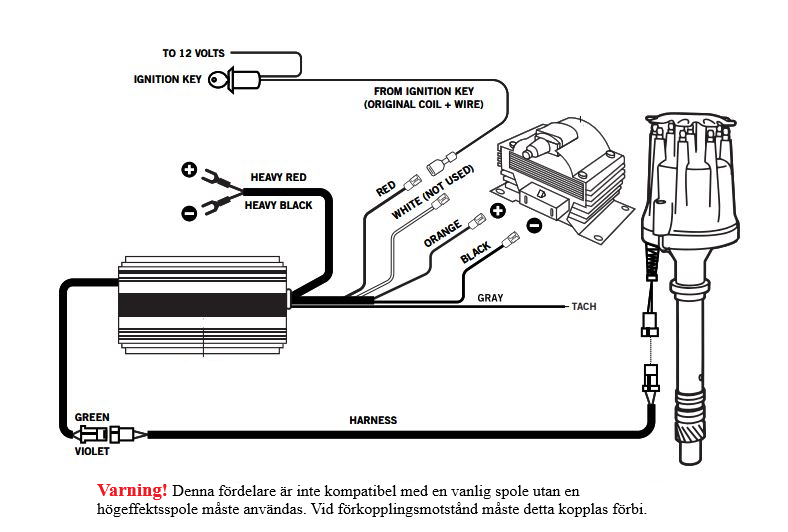 TO 12 VOLTS
IGNITION KEY
FROM IGNITION KEY
(ORIGINAL COIL + WIRE)
HEAVY RED
HEAVY BLACK
RED
WHITE (NOT USED)
ORANGE
BLACK
GRAY
TACH
GREEN
VIOLET
HARNESS
Varning! Denna fördelare är inte kompatibel med en vanlig spole utan en
högeffektsspole måste användas. Vid förkopplingsmotstånd måste detta kopplas förbi.